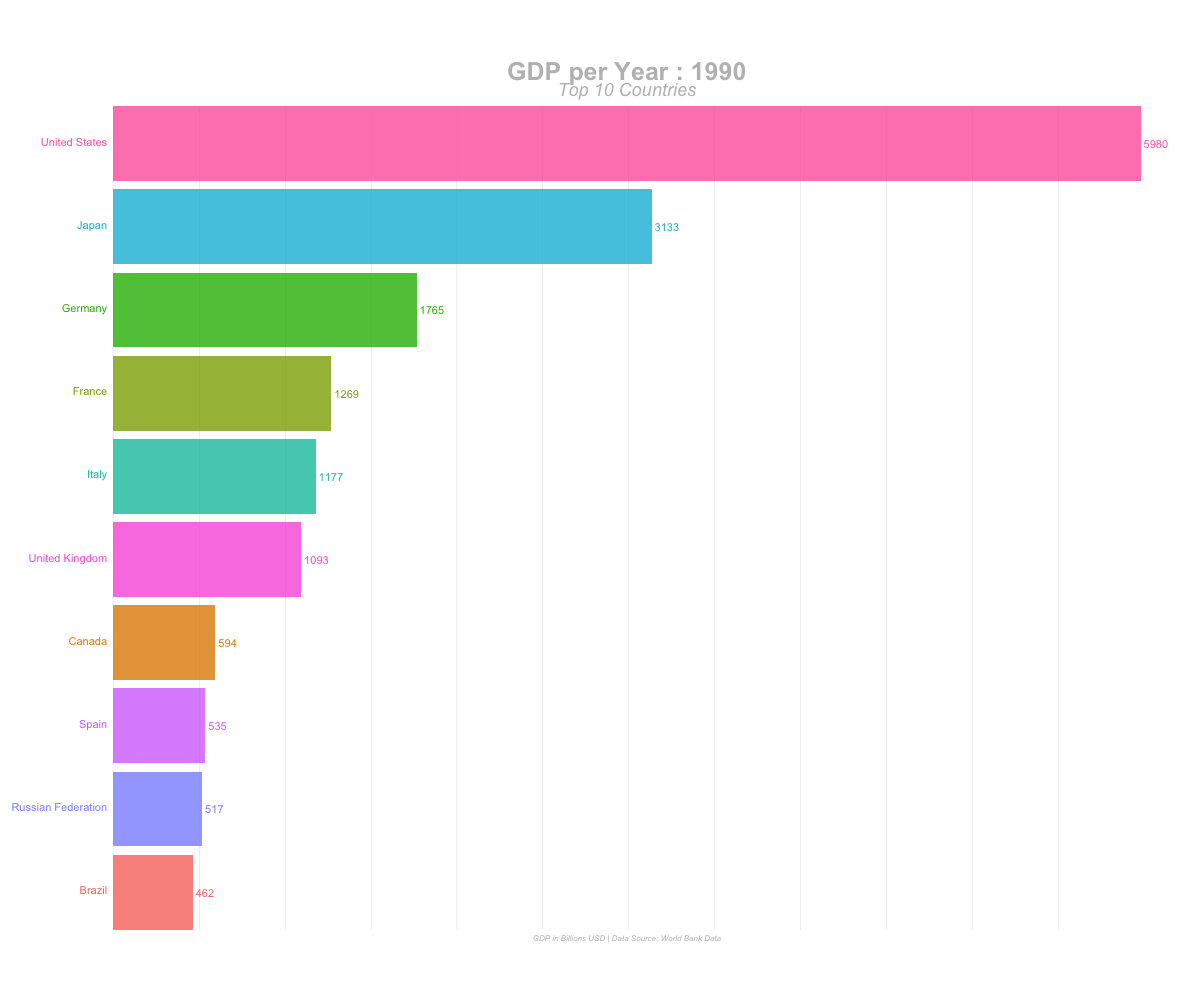 GDP per Year : 1990
Top 10 Countries
United States 5980
Japan 3133
Germany 1765
France 1269
Italy 1177
United Kingdom 1093
Canada 594
Spain 535
Russian Federation 517
Brazil 462
GDP in Billions USD | Data Source: World Bank Data